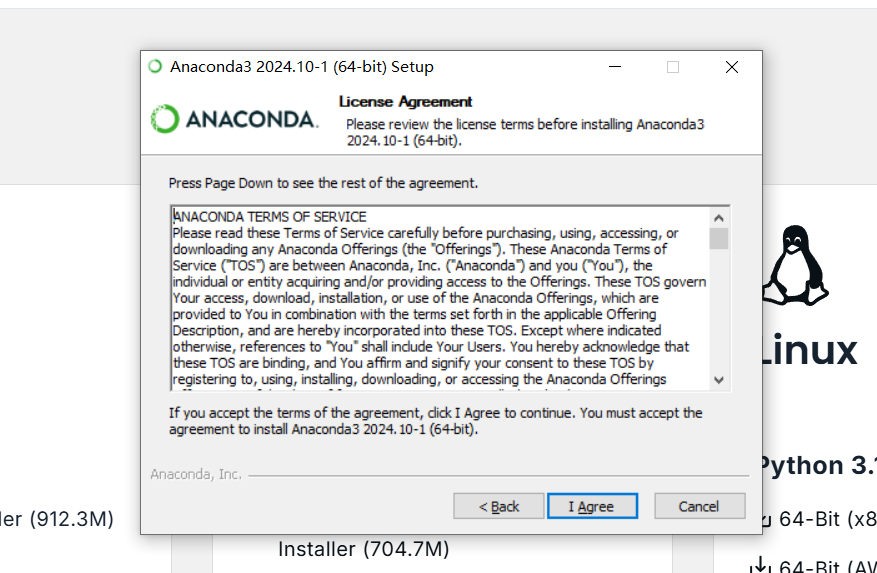 Anaconda3 2024.10-1 (64-bit) Setup
ANACONDA.
License Agreement
Please review the license terms before installing Anaconda3
2024.10-1 (64-bit).
Press Page Down to see the rest of the agreement.
ANACONDA TERMS OF SERVICE
Please read these Terms of Service carefully before purchasing, using, accessing, or
downloading any Anaconda Offerings (the "Offerings"). These Anaconda Terms of
Service ("TOS") are between Anaconda, Inc. ("Anaconda") and you ("You"), the
individual or entity acquiring and/or providing access to the Offerings. These TOS govern
Your access, download, installation, or use of the Anaconda Offerings, which are
provided to You in combination with the terms set forth in the applicable Offering
Description, and are hereby incorporated into these TOS. Except where indicated
otherwise, references to "You" shall include Your Users. You hereby acknowledge that
these TOS are binding, and You affirm and signify your consent to these TOS by
registering to, using, installing, downloading, or accessing the Anaconda Offerings
If you accept the terms of the agreement, click I Agree to continue. You must accept the
agreement to install Anaconda3 2024.10-1 (64-bit).
Anaconda, Inc.
< Back
I Agree
Cancel
Linux
Python 3.1
64-Bit (x8
64-Bit (AW
ler (912.3M)
Installer (704.7M)